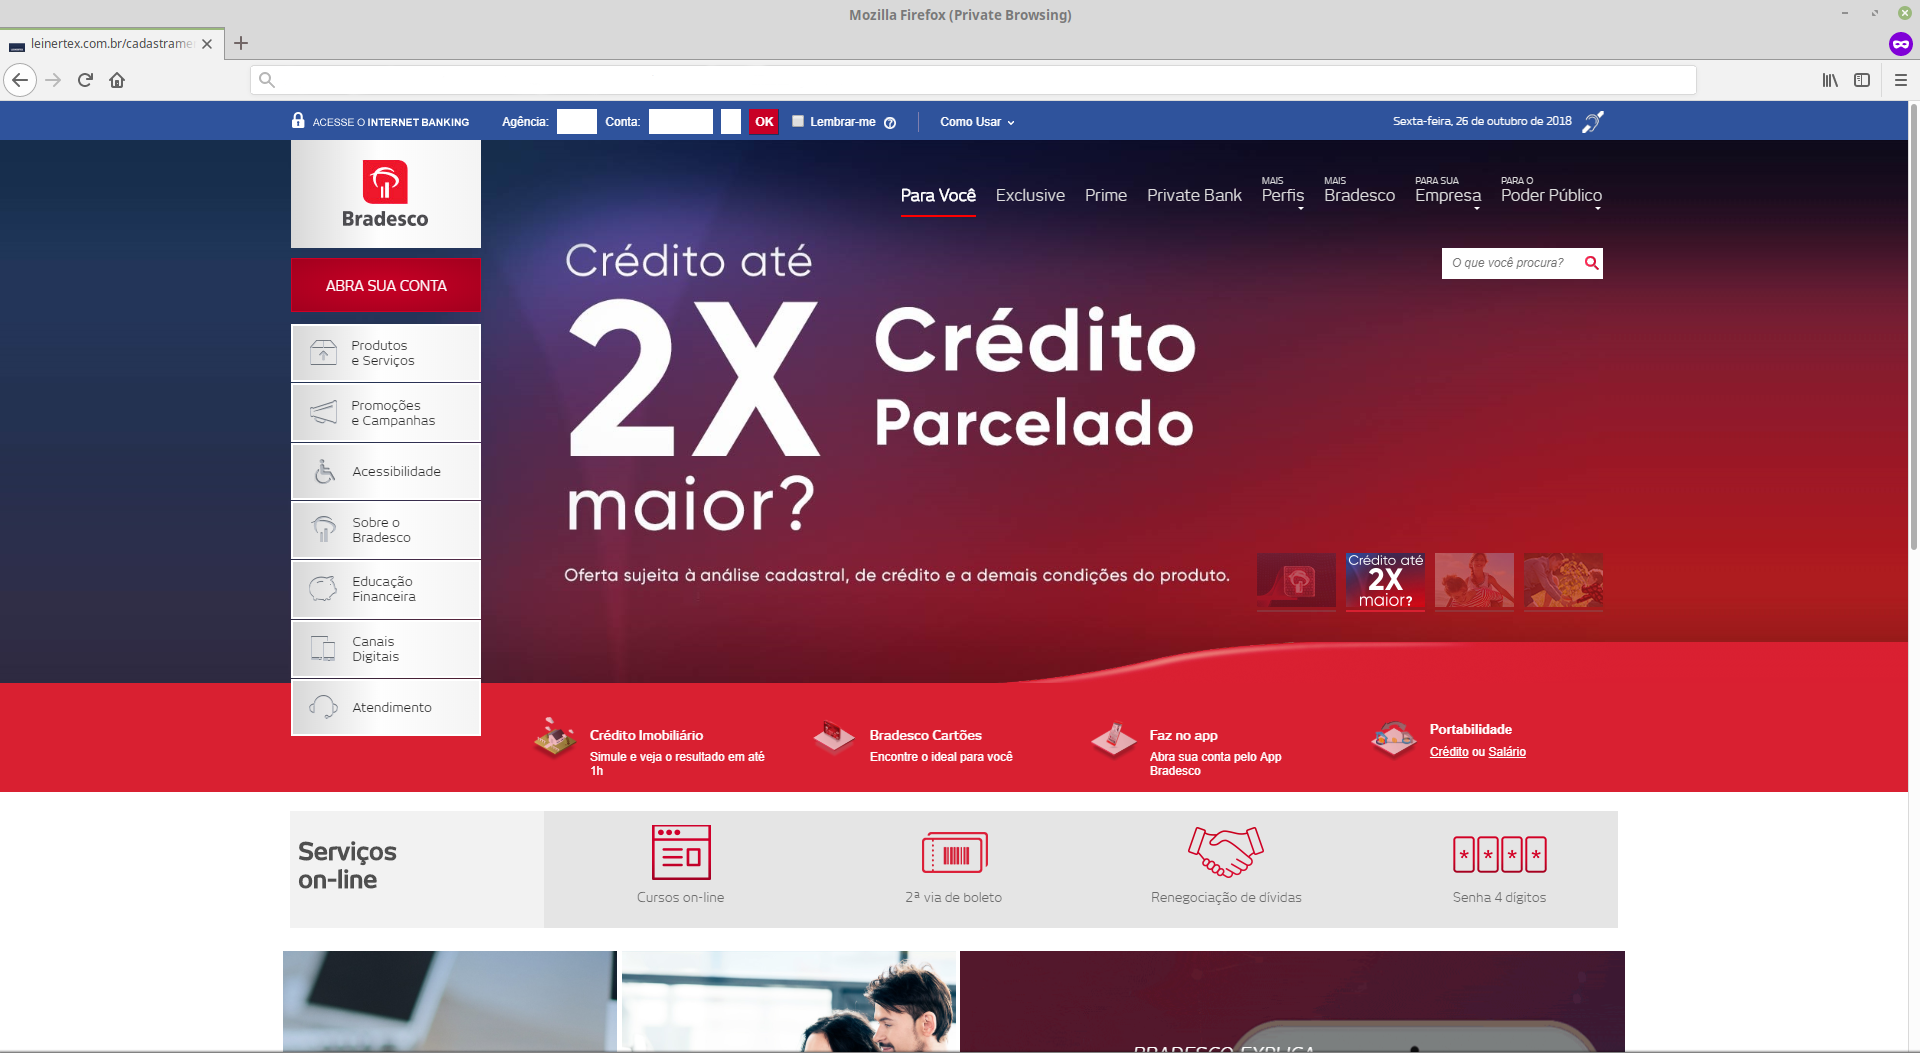 Mozilla Firefox (Private Browsing)
leinertex.com.br/cadastrame
ACESSE O INTERNET BANKING
Agência:
Conta:
OK
Lembrar-me
Como Usar
Sexta-feira, 26 de outubro de 2018
Bradesco
ABRA SUA CONTA
Para Você
Exclusive
Prime
Private Bank
MAIS
Perfis
MAIS
Bradesco
PARA SUA
Empresa
PARA O
Poder Público
O que você procura?
Produtos
e Serviços
Promoções
e Campanhas
Acessibilidade
Sobre o
Bradesco
Educação
Financeira
Canais
Digitais
Atendimento
Crédito até
2X
maior?
Crédito
Parcelado
Oferta sujeita à análise cadastral, de crédito e a demais condições do produto.
Crédito até
2X
maior?
Crédito Imobiliário
Simule e veja o resultado em até
1h
Bradesco Cartões
Encontre o ideal para você
Faz no app
Abra sua conta pelo App
Bradesco
Portabilidade
Crédito ou Salário
Serviços
on-line
Cursos on-line
2ª via de boleto
Renegociação de dívidas
* * * *
Senha 4 dígitos
BRADESCO EXPLICA